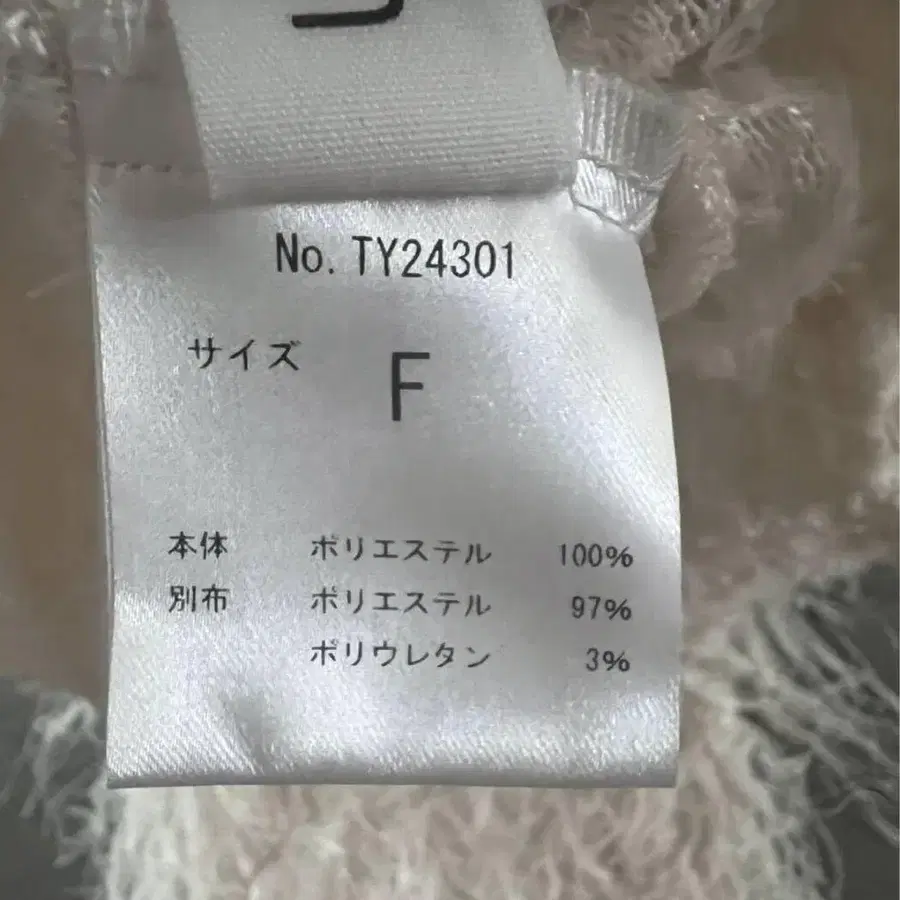 No. TY24301
サイズ F
本体 ポリエステル 100%
別布 ポリエステル 97%
ポリウレタン 3%